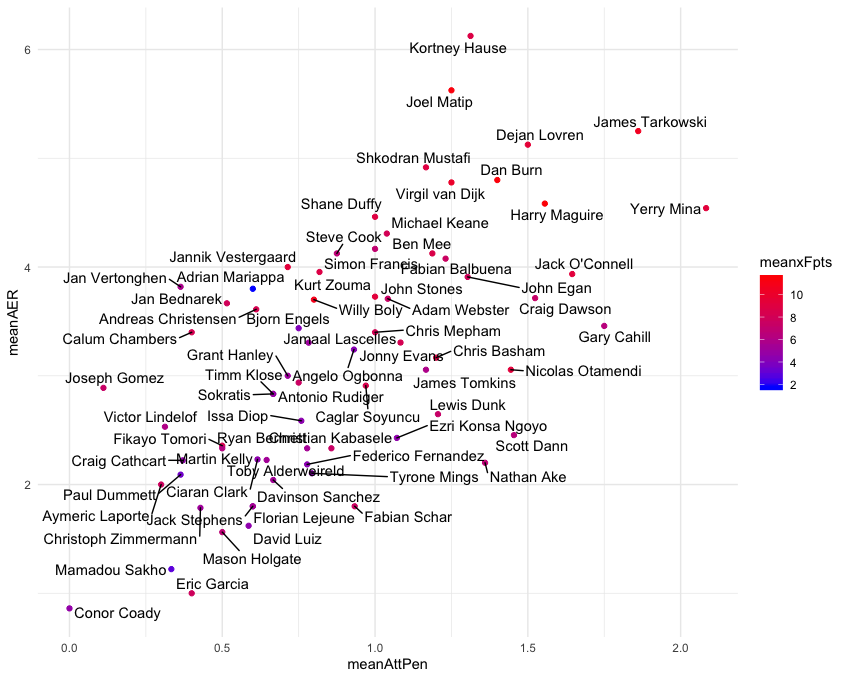 6
Kortney Hause
Joel Matip
James Tarkowski
Dejan Lovren
Shkodran Mustafi
Dan Burn
Virgil van Dijk
Shane Duffy
Harry Maguire
Yerry Mina
Michael Keane
Steve Cook
Ben Mee
Jannik Vestergaard
Simon Francis
Fabian Balbuena
Jack O'Connell
4
Jan Vertonghen
Adrian Mariappa
Kurt Zouma
John Stones
John Egan
Jan Bednarek
Willy Boly
Adam Webster
Craig Dawson
Andreas Christensen
Bjorn Engels
Calum Chambers
Jamaal Lascelles
Chris Mepham
Gary Cahill
Grant Hanley
Jonny Evans
Chris Basham
Joseph Gomez
Timm Klose
Angelo Ogbonna
James Tomkins
Nicolas Otamendi
Sokratis
Antonio Rudiger
Victor Lindelof
Issa Diop
Caglar Soyuncu
Lewis Dunk
Fikayo Tomori
Ryan Bennett
Christian Kabasele
Ezri Konsa Ngoyo
Scott Dann
Craig Cathcart
Martin Kelly
Federico Fernandez
Toby Alderweireld
Tyrone Mings
Nathan Ake
2
Paul Dummett
Ciaran Clark
Davinson Sanchez
Aymeric Laporte
Jack Stephens
Florian Lejeune
Fabian Schar
Christoph Zimmermann
David Luiz
Mason Holgate
Mamadou Sakho
Eric Garcia
Conor Coady
0.0
0.5
1.0
1.5
2.0
meanAttPen
meanAER
meanxFpts
10
8
6
4
2